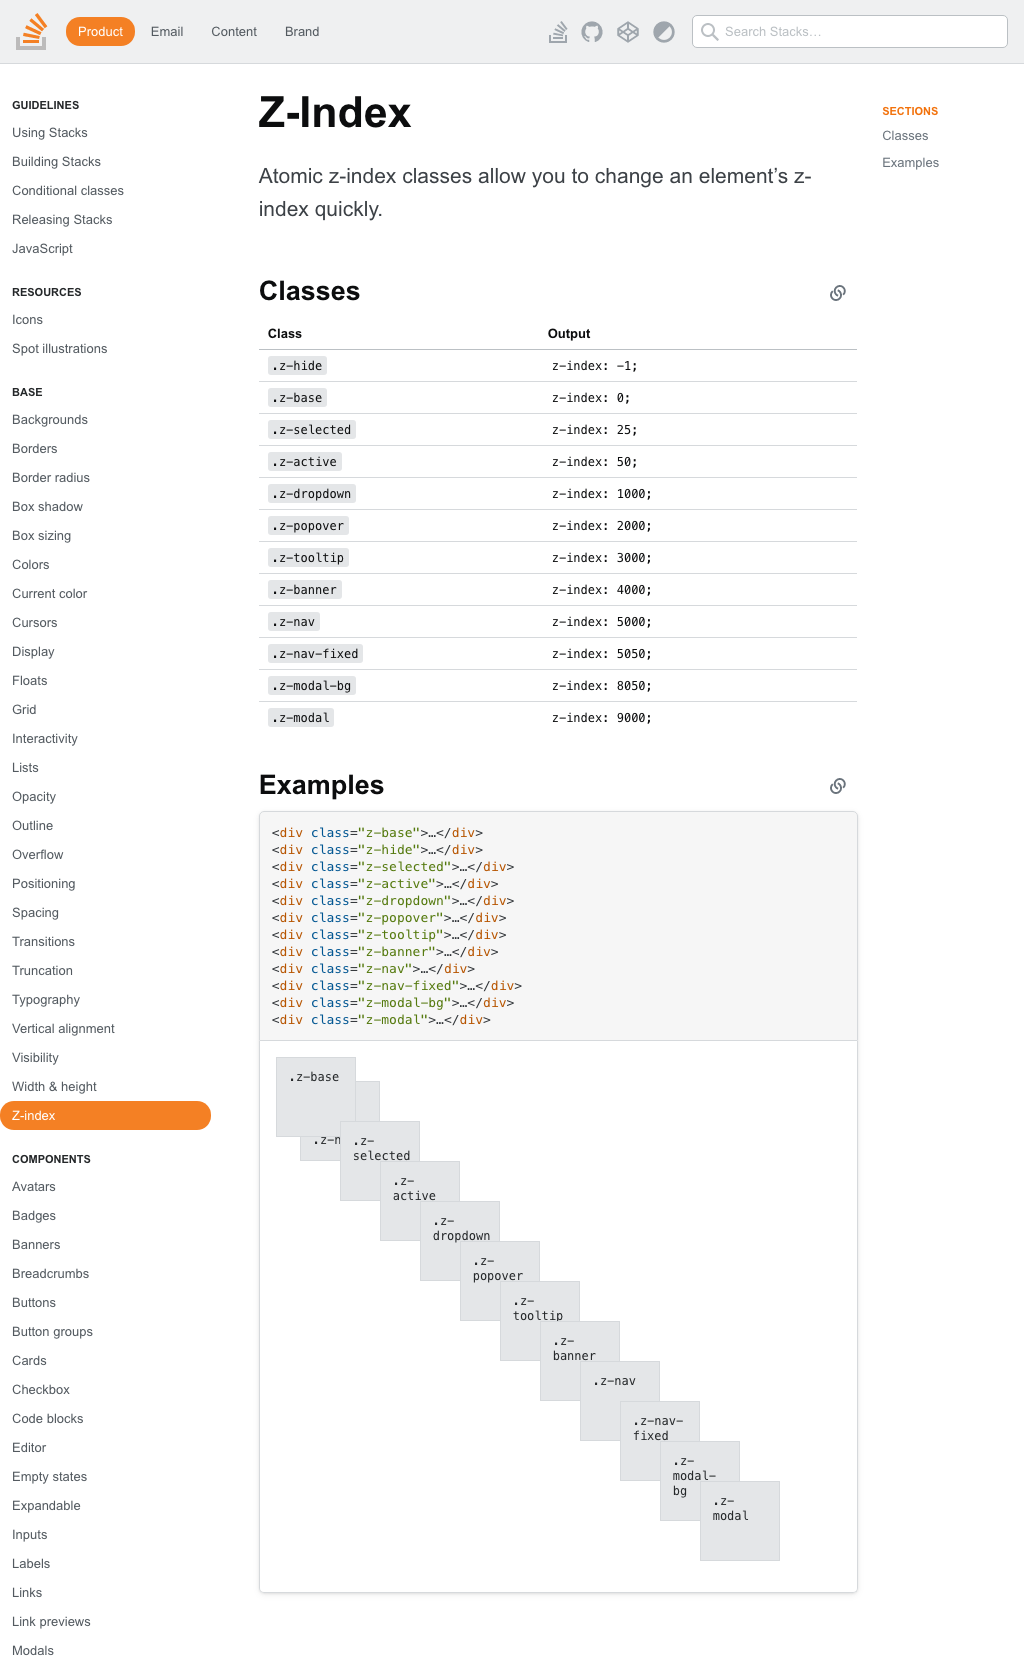 Product
Email
Content
Brand
Search Stacks…
GUIDELINES
Using Stacks
Building Stacks
Conditional classes
Releasing Stacks
JavaScript
RESOURCES
Icons
Spot illustrations
BASE
Backgrounds
Borders
Border radius
Box shadow
Box sizing
Colors
Current color
Cursors
Display
Floats
Grid
Interactivity
Lists
Opacity
Outline
Overflow
Positioning
Spacing
Transitions
Truncation
Typography
Vertical alignment
Visibility
Width & height
Z-index
COMPONENTS
Avatars
Badges
Banners
Breadcrumbs
Buttons
Button groups
Cards
Checkbox
Code blocks
Editor
Empty states
Expandable
Inputs
Labels
Links
Link previews
Modals
Z-Index
Atomic z-index classes allow you to change an element’s z-
index quickly.
Classes
Class Output
.z-hide z-index: -1;
.z-base z-index: 0;
.z-selected z-index: 25;
.z-active z-index: 50;
.z-dropdown z-index: 1000;
.z-popover z-index: 2000;
.z-tooltip z-index: 3000;
.z-banner z-index: 4000;
.z-nav z-index: 5000;
.z-nav-fixed z-index: 5050;
.z-modal-bg z-index: 8050;
.z-modal z-index: 9000;
Examples
<div class="z-base">…</div>
<div class="z-hide">…</div>
<div class="z-selected">…</div>
<div class="z-active">…</div>
<div class="z-dropdown">…</div>
<div class="z-popover">…</div>
<div class="z-tooltip">…</div>
<div class="z-banner">…</div>
<div class="z-nav">…</div>
<div class="z-nav-fixed">…</div>
<div class="z-modal-bg">…</div>
<div class="z-modal">…</div>
.z-base
.z-
selected
.z-
active
.z-
dropdown
.z-
popover
.z-
tooltip
.z-
banner
.z-nav
.z-nav-
fixed
.z-
modal-
bg
.z-
modal
SECTIONS
Classes
Examples